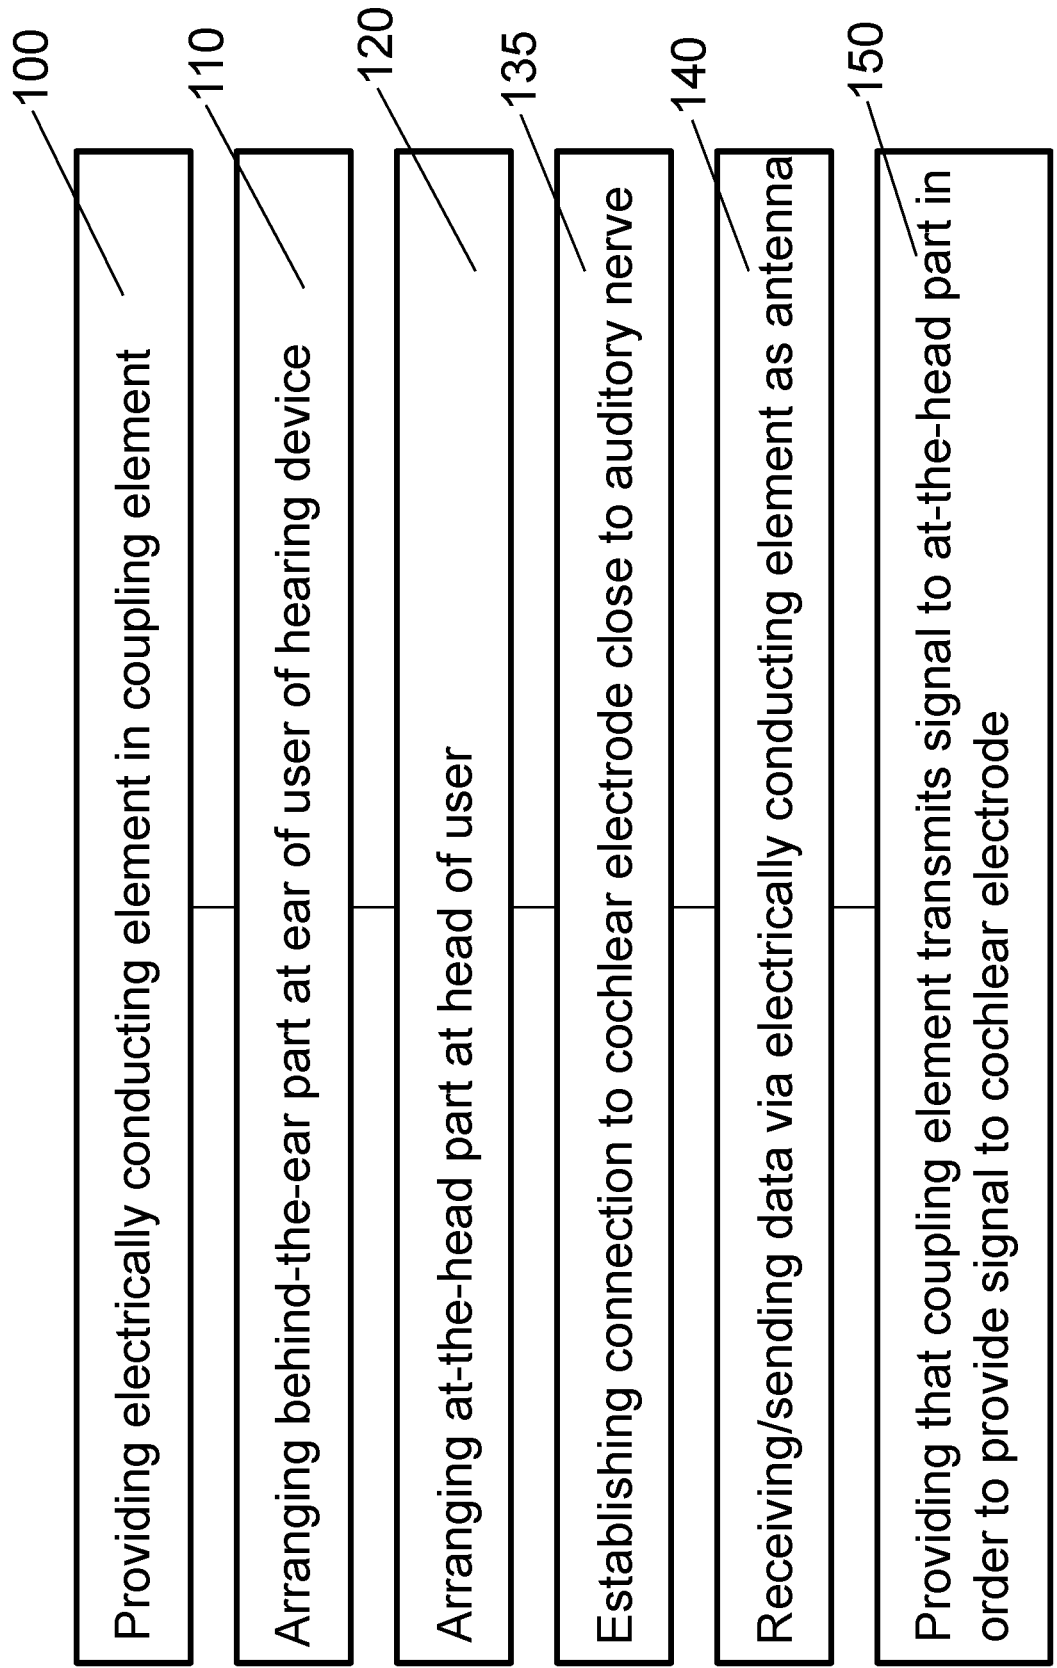 100
Providing electrically conducting element in coupling element
110
Arranging behind-the-ear part at ear of user of hearing device
120
Arranging at-the-head part at head of user
135
Establishing connection to cochlear electrode close to auditory nerve
140
Receiving/sending data via electrically conducting element as antenna
150
Providing that coupling element transmits signal to at-the-head part in
order to provide signal to cochlear electrode